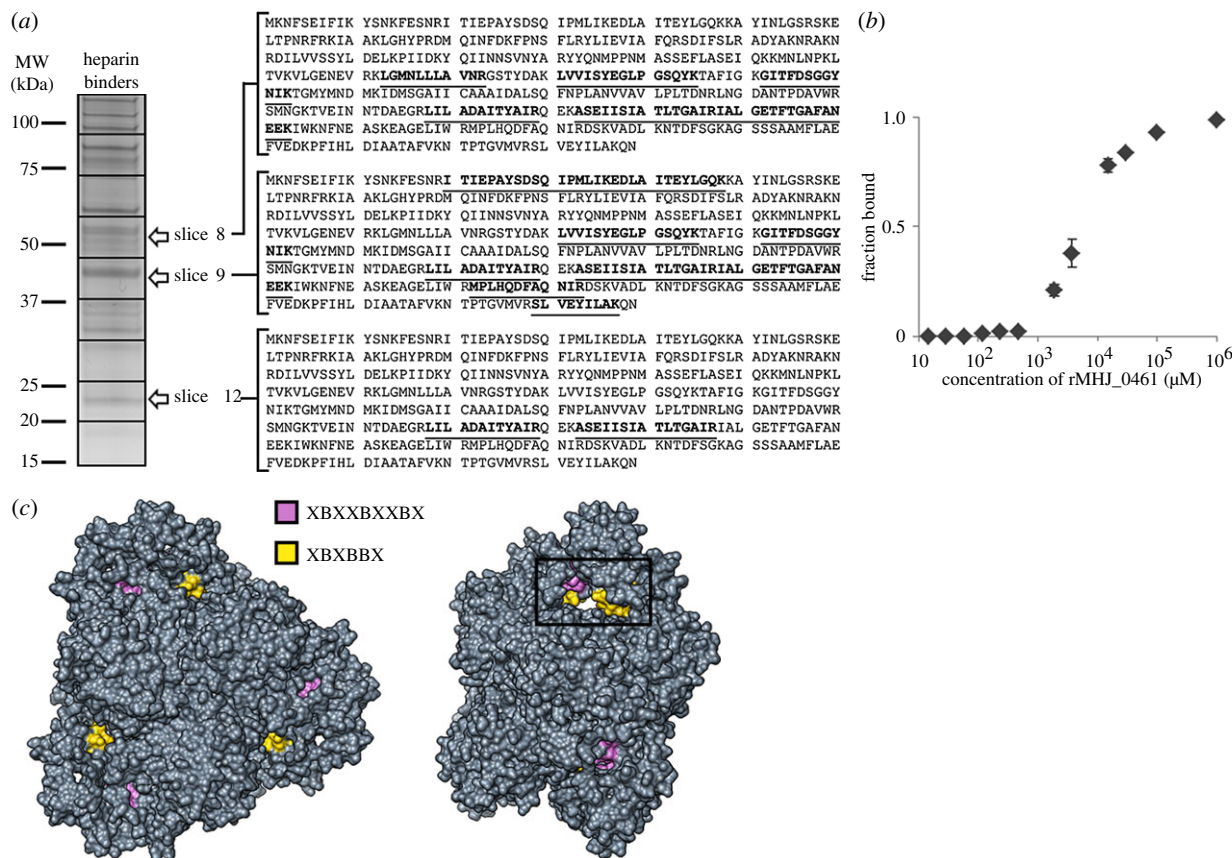 (a)
MW
(kDa)
heparin
binders
100
75
50
37
25
20
15
slice 8
slice 9
slice 12
MKNFSEIFIK YSNKFESNRI TIEPAYSDSQ IPMLIKEDLA ITEYLGQKKA YINLGSRSKE
LTPNRFRKIA AKLGHYPRDM QINFDKFPNS FLRYLIEVIA FQRSDIFSLR ADYAKNRAKN
RDILVVSSYL DELKPIIDKY QIINNSVNYA RYYQNMPPNM ASSEFLASEI QKKMNLNPKL
TVKVLGENEV RKLGMNLLLA VNRGSTYDAK LVVISYEGLP GSQYKTAFIG KGITFDSGGY
NIKTGMYMND MKIDMSGAII CAAAIDALSQ FNPLANVVAV LPLTDNRLNG DANTPDAVWR
SMNGKTVEIN NTDAEGRLIL ADAITYAIRQ EKASEIISIA TLTGAIRIAL GETFTGAFAN
EEKIWKNFNE ASKEAGELIW RMPLHQDFAQ NIRDSKVADL KNTDFSGKAG SSSAAMFLAE
FVEDKPFIHL DIAATAFVKN TPTGVMVRSL VEYILAKQN
MKNFSEIFIK YSNKFESNRI TIEPAYSDSQ IPMLIKEDLA ITEYLGQKKA YINLGSRSKE
LTPNRFRKIA AKLGHYPRDM QINFDKFPNS FLRYLIEVIA FQRSDIFSLR ADYAKNRAKN
RDILVVSSYL DELKPIIDKY QIINNSVNYA RYYQNMPPNM ASSEFLASEI QKKMNLNPKL
TVKVLGENEV RKLGMNLLLA VNRGSTYDAK LVVISYEGLP GSQYKTAFIG KGITFDSGGY
NIKTGMYMND MKIDMSGAII CAAAIDALSQ FNPLANVVAV LPLTDNRLNG DANTPDAVWR
SMNGKTVEIN NTDAEGRLIL ADAITYAIRQ EKASEIISIA TLTGAIRIAL GETFTGAFAN
EEKIWKNFNE ASKEAGELIW RMPLHQDFAQ NIRDSKVADL KNTDFSGKAG SSSAAMFLAE
FVEDKPFIHL DIAATAFVKN TPTGVMVRSL VEYILAKQN
MKNFSEIFIK YSNKFESNRI TIEPAYSDSQ IPMLIKEDLA ITEYLGQKKA YINLGSRSKE
LTPNRFRKIA AKLGHYPRDM QINFDKFPNS FLRYLIEVIA FQRSDIFSLR ADYAKNRAKN
RDILVVSSYL DELKPIIDKY QIINNSVNYA RYYQNMPPNM ASSEFLASEI QKKMNLNPKL
TVKVLGENEV RKLGMNLLLA VNRGSTYDAK LVVISYEGLP GSQYKTAFIG KGITFDSGGY
NIKTGMYMND MKIDMSGAII CAAAIDALSQ FNPLANVVAV LPLTDNRLNG DANTPDAVWR
SMNGKTVEIN NTDAEGRLIL ADAITYAIRQ EKASEIISIA TLTGAIRIAL GETFTGAFAN
EEKIWKNFNE ASKEAGELIW RMPLHQDFAQ NIRDSKVADL KNTDFSGKAG SSSAAMFLAE
FVEDKPFIHL DIAATAFVKN TPTGVMVRSL VEYILAKQN
(b)
fraction bound
1.0
0.5
0
10 10² 10³ 10⁴ 10⁵ 10⁶
concentration of rMHJ_0461 (µM)
(c)
XBXXBXXBX
XBXBBX